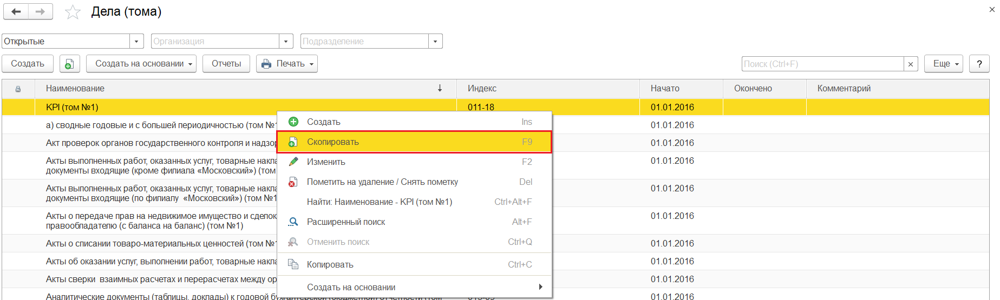 Дела (тома)
×
Открытые
Организация
Подразделение
Создать
Создать на основании
Отчеты
Печать
Поиск (Ctrl+F)
×
Еще
?
Наименование
Индекс
Начато
Окончено
Комментарий
KPI (том №1) 011-18 01.01.2016
а) сводные годовые и с большей периодичностью (том №1 01.01.2016
Акт проверок органов государственного контроля и надзор 01.01.2016
Акты выполненных работ, оказанных услуг, товарные накла 01.01.2016
документы входящие (кроме филиала «Московский») (том
Акты выполненных работ, оказанных услуг, товарные накла 01.01.2016
документы входящие (по филиалу «Московский») (том №1
Акты о передаче прав на недвижимое имущество и сделок 01.01.2016
правообладателю (с баланса на баланс) (том №1)
Акты о списании товаро-материальных ценностей (том №1 01.01.2016
Акты об оказании услуг, выполнении работ, товарные накла 01.01.2016
Акты сверки взаимных расчетах и перерасчетах между ор 01.01.2016
Аналитические документы (таблицы, доклады) к годовой
01.01.2016
Создать Ins
Скопировать F9
Изменить F2
Пометить на удаление / Снять пометку Del
Найти: Наименование - KPI (том №1) Ctrl+Alt+F
Расширенный поиск Alt+F
Отменить поиск Ctrl+Q
Копировать Ctrl+C
Создать на основании